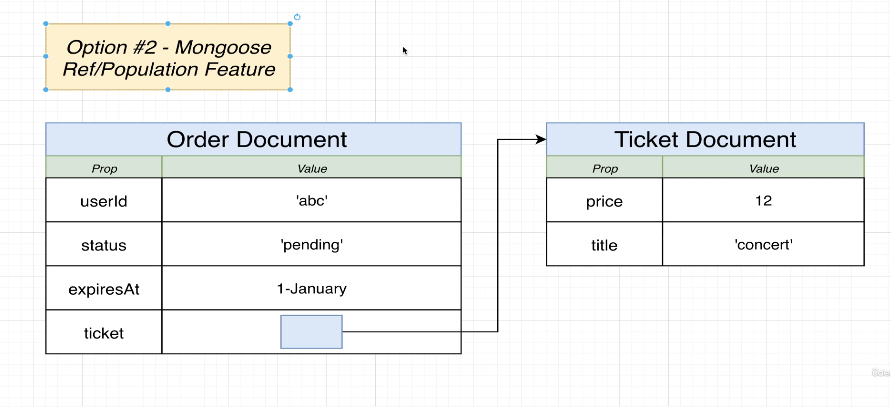 Option #2 - Mongoose
Ref/Population Feature
Order Document
Prop Value
userId 'abc'
status 'pending'
expiresAt 1-January
ticket
Ticket Document
Prop Value
price 12
title 'concert'